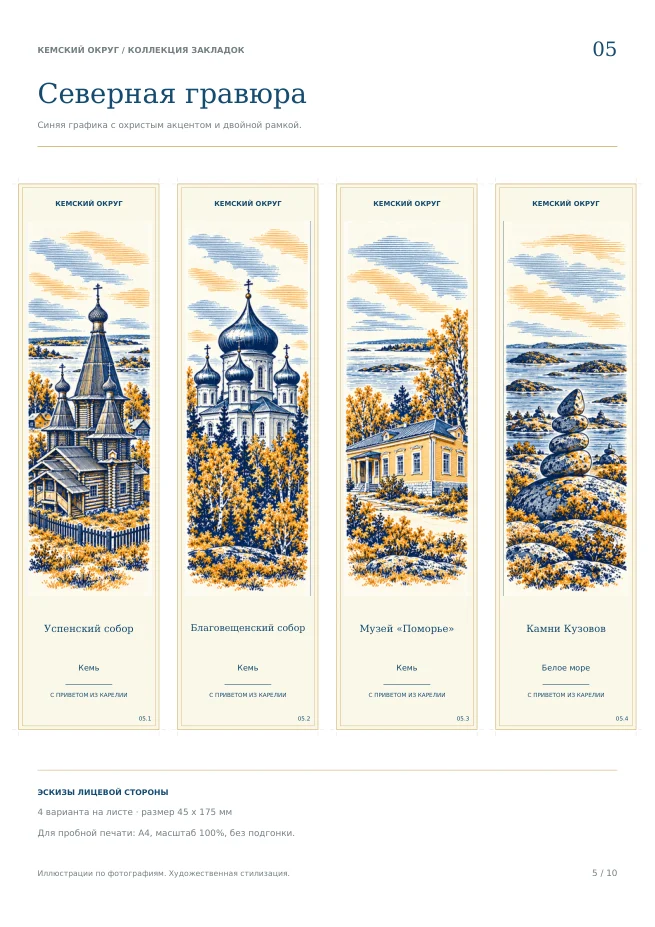 КЕМСКИЙ ОКРУГ / КОЛЛЕКЦИЯ ЗАКЛАДОК
05
Северная гравюра
Синяя графика с охристым акцентом и двойной рамкой.
КЕМСКИЙ ОКРУГ
Успенский собор
Кемь
С ПРИВЕТОМ ИЗ КАРЕЛИИ
05.1
КЕМСКИЙ ОКРУГ
Благовещенский собор
Кемь
С ПРИВЕТОМ ИЗ КАРЕЛИИ
05.2
КЕМСКИЙ ОКРУГ
Музей «Поморье»
Кемь
С ПРИВЕТОМ ИЗ КАРЕЛИИ
05.3
КЕМСКИЙ ОКРУГ
Камни Кузовов
Белое море
С ПРИВЕТОМ ИЗ КАРЕЛИИ
05.4
ЭСКИЗЫ ЛИЦЕВОЙ СТОРОНЫ
4 варианта на листе · размер 45 x 175 мм
Для пробной печати: A4, масштаб 100%, без подгонки.
Иллюстрации по фотографиям. Художественная стилизация.
5 / 10